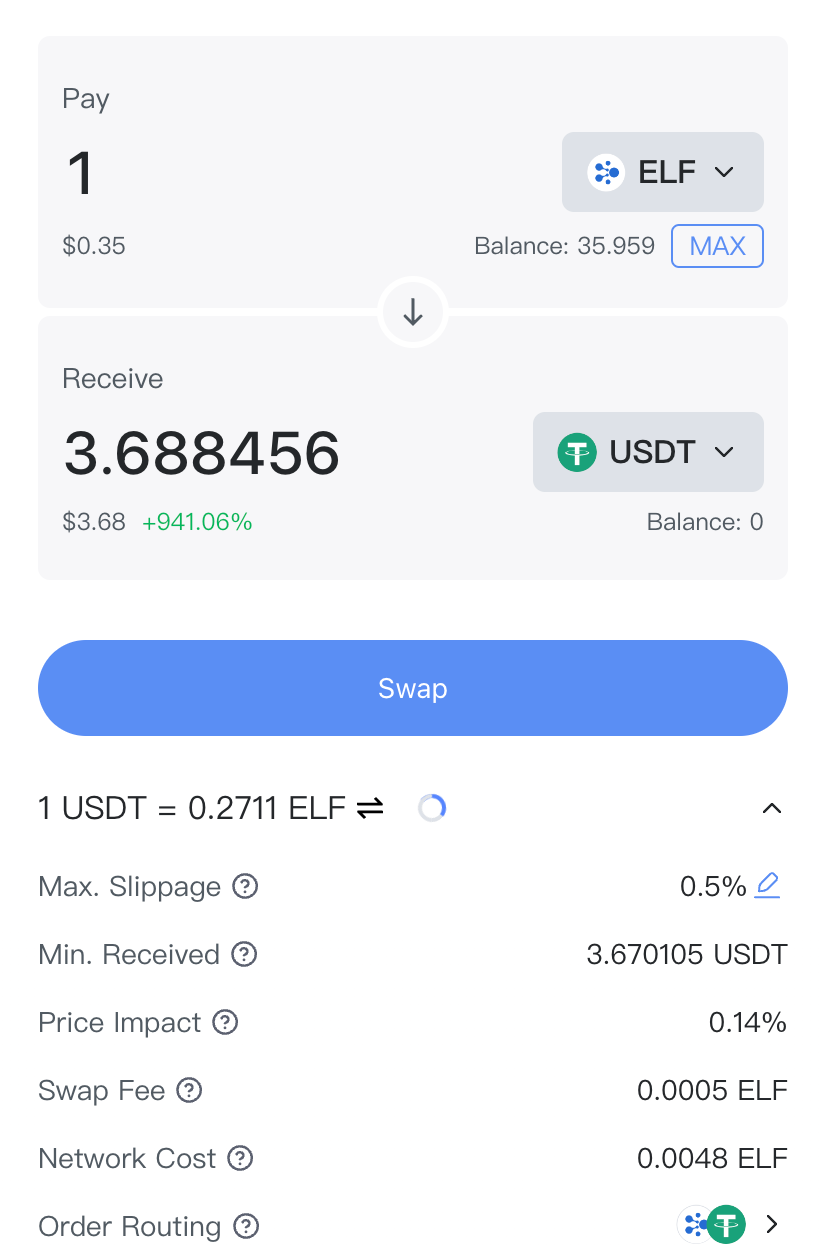 Pay
1
ELF
$0.35
Balance: 35.959 MAX
Receive
3.688456
USDT
$3.68 +941.06%
Balance: 0
Swap
1 USDT = 0.2711 ELF
Max. Slippage
0.5%
Min. Received
3.670105 USDT
Price Impact
0.14%
Swap Fee
0.0005 ELF
Network Cost
0.0048 ELF
Order Routing